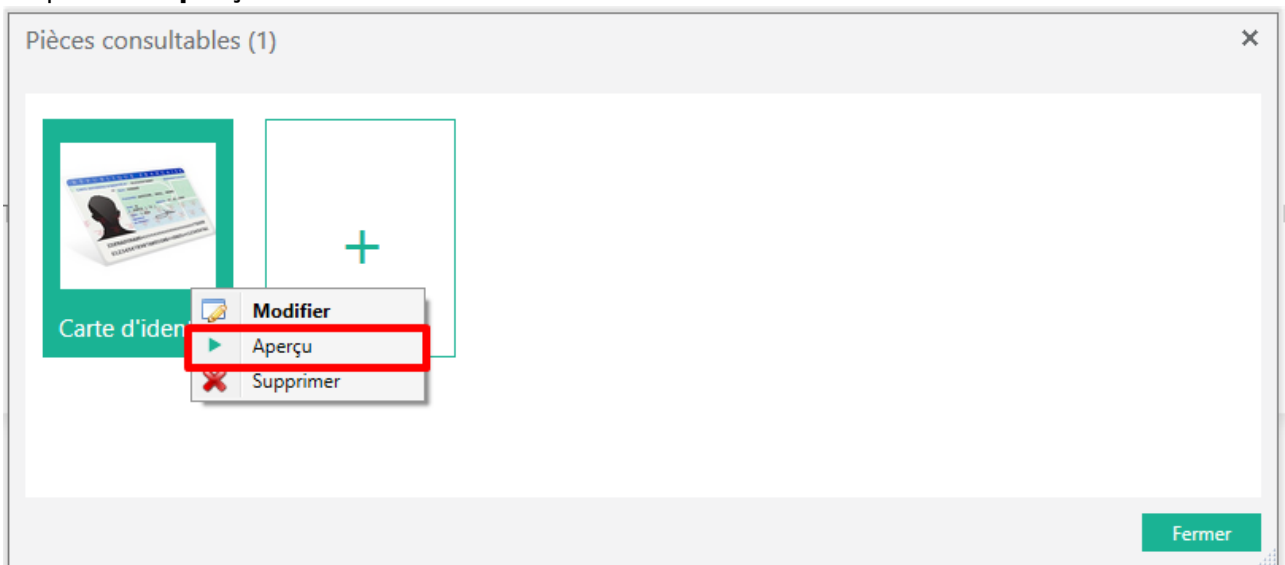 Pièces consultables (1)
Carte d'iden
Modifier
Aperçu
Supprimer
Fermer